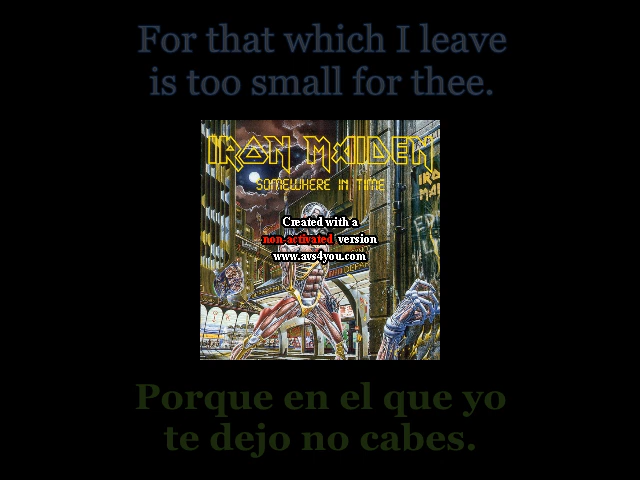 For that which I leave
is too small for thee.
IRON MAIDEN
SOMEWHERE IN TIME
Created with a
non-activated version
www.avs4you.com
Porque en el que yo
te dejo no cabes.